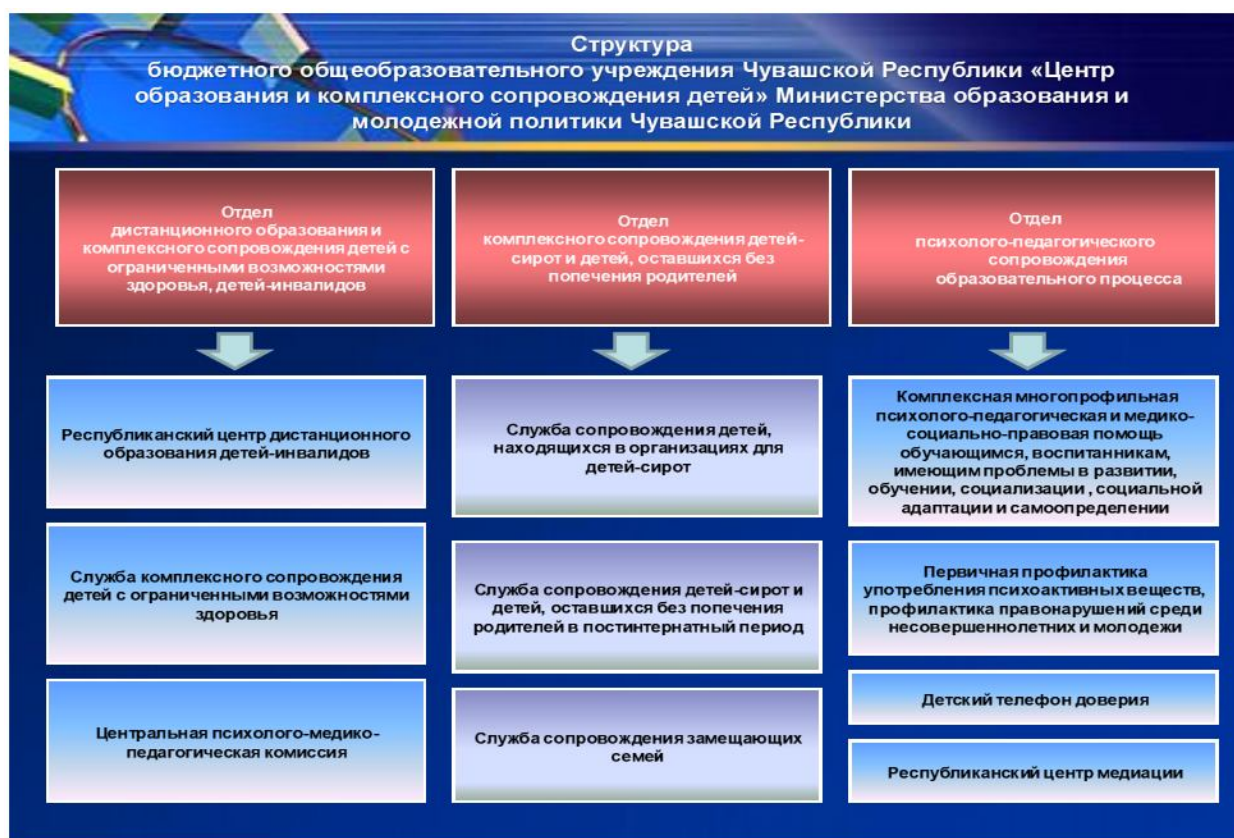 Структура
бюджетного общеобразовательного учреждения Чувашской Республики «Центр
образования и комплексного сопровождения детей» Министерства образования и
молодежной политики Чувашской Республики
Отдел
дистанционного образования и
комплексного сопровождения детей с
ограниченными возможностями
здоровья, детей-инвалидов
Республиканский центр дистанционного
образования детей-инвалидов
Служба комплексного сопровождения
детей с ограниченными возможностями
здоровья
Центральная психолого-медико-
педагогическая комиссия
Отдел
комплексного сопровождения детей-
сирот и детей, оставшихся без
попечения родителей
Служба сопровождения детей,
находящихся в организациях для
детей-сирот
Служба сопровождения детей-сирот и
детей, оставшихся без попечения
родителей в постинтернатный период
Служба сопровождения замещающих
семей
Отдел
психолого-педагогического
сопровождения
образовательного процесса
Комплексная многопрофильная
психолого-педагогическая и медико-
социально-правовая помощь
обучающимся, воспитанникам,
имеющим проблемы в развитии,
обучении, социализации , социальной
адаптации и самоопределении
Первичная профилактика
употребления психоактивных веществ,
профилактика правонарушений среди
несовершеннолетних и молодежи
Детский телефон доверия
Республиканский центр медиации